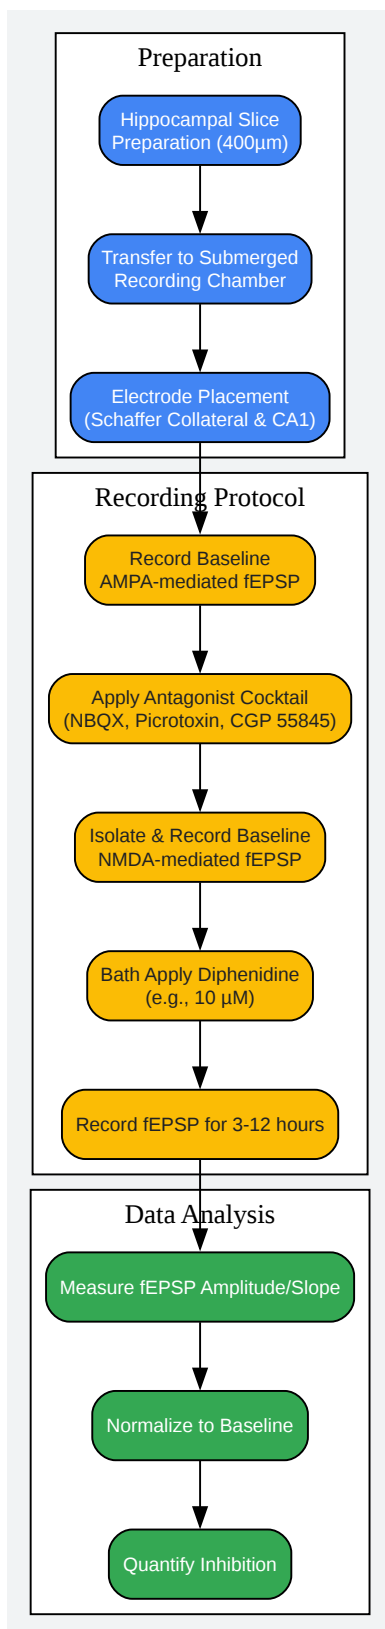 Preparation
Hippocampal Slice
Preparation (400µm)
Transfer to Submerged
Recording Chamber
Electrode Placement
(Schaffer Collateral & CA1)
Recording Protocol
Record Baseline
AMPA-mediated fEPSP
Apply Antagonist Cocktail
(NBQX, Picrotoxin, CGP 55845)
Isolate & Record Baseline
NMDA-mediated fEPSP
Bath Apply Diphenidine
(e.g., 10 µM)
Record fEPSP for 3-12 hours
Data Analysis
Measure fEPSP Amplitude/Slope
Normalize to Baseline
Quantify Inhibition